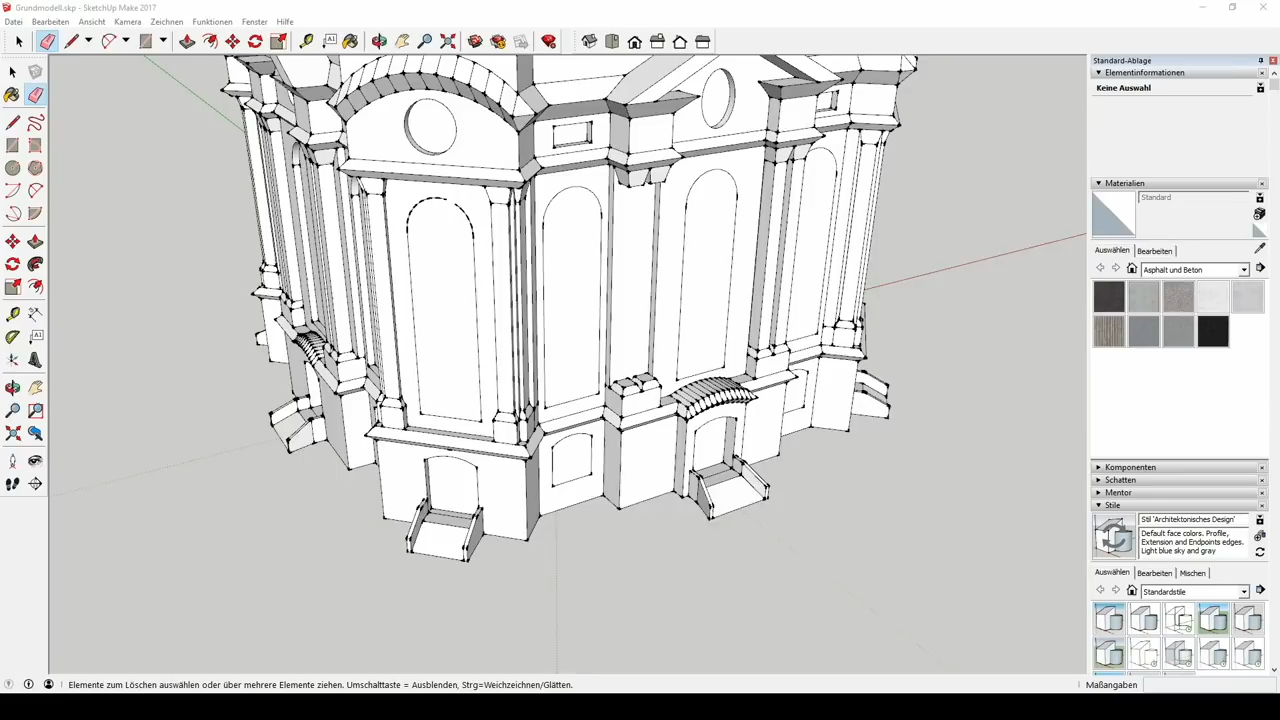 Grundmodell.skp - SketchUp Make 2017
Datei Bearbeiten Ansicht Kamera Zeichnen Funktionen Fenster Hilfe
Standard-Ablage
Elementinformationen
Keine Auswahl
Materialien
Standard
Auswählen Bearbeiten
Asphalt und Beton
Komponenten
Schatten
Mentor
Stile
Stil 'Architektonisches Design'
Default face colors. Profile,
Extension and Endpoints edges.
Light blue sky and gray
Auswählen Bearbeiten Mischen
Standardstile
Elemente zum Löschen auswählen oder über mehrere Elemente ziehen. Umschalttaste = Ausblenden, Strg=Weichzeichnen/Glätten.
Maßangaben